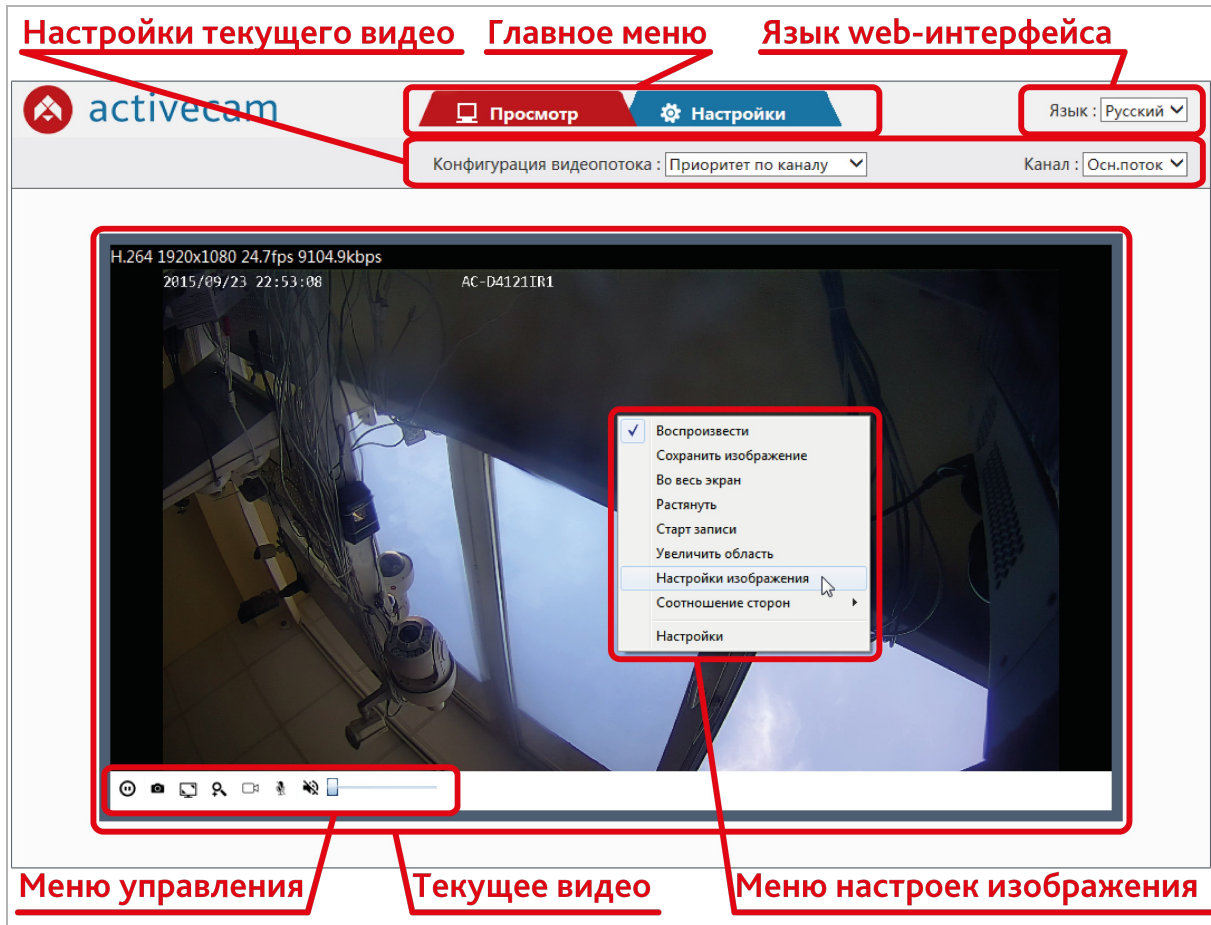 Настройки текущего видео
Главное меню
Язык web-интерфейса
activecam
Просмотр
Настройки
Язык : Русский
Конфигурация видеопотока : Приоритет по каналу
Канал : Осн.поток
H.264 1920x1080 24.7fps 9104.9kbps
2015/09/23 22:53:08
AC-D4121IR1
Воспроизвести
Сохранить изображение
Во весь экран
Растянуть
Старт записи
Увеличить область
Настройки изображения
Соотношение сторон
Настройки
Меню управления
Текущее видео
Меню настроек изображения